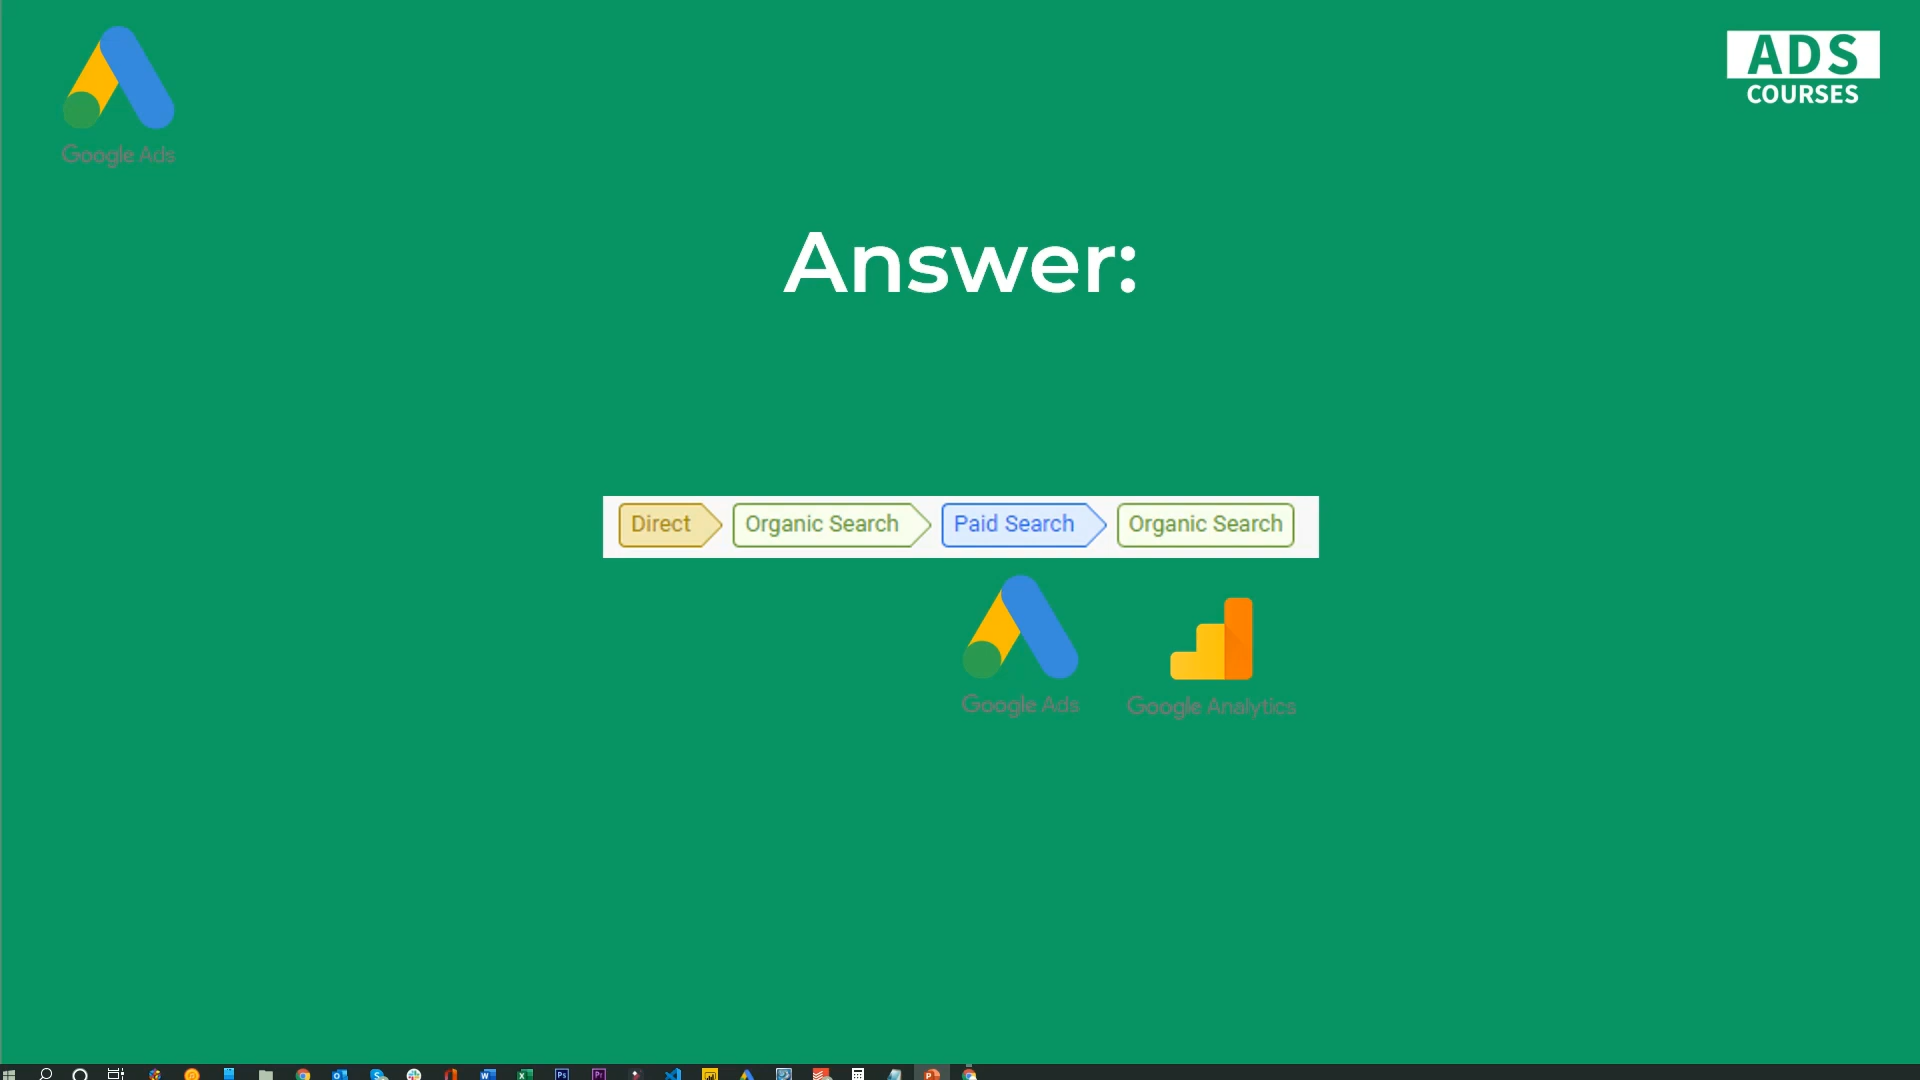 Google Ads
ADS
COURSES
Answer:
Direct
Organic Search
Paid Search
Organic Search
Google Ads
Google Analytics